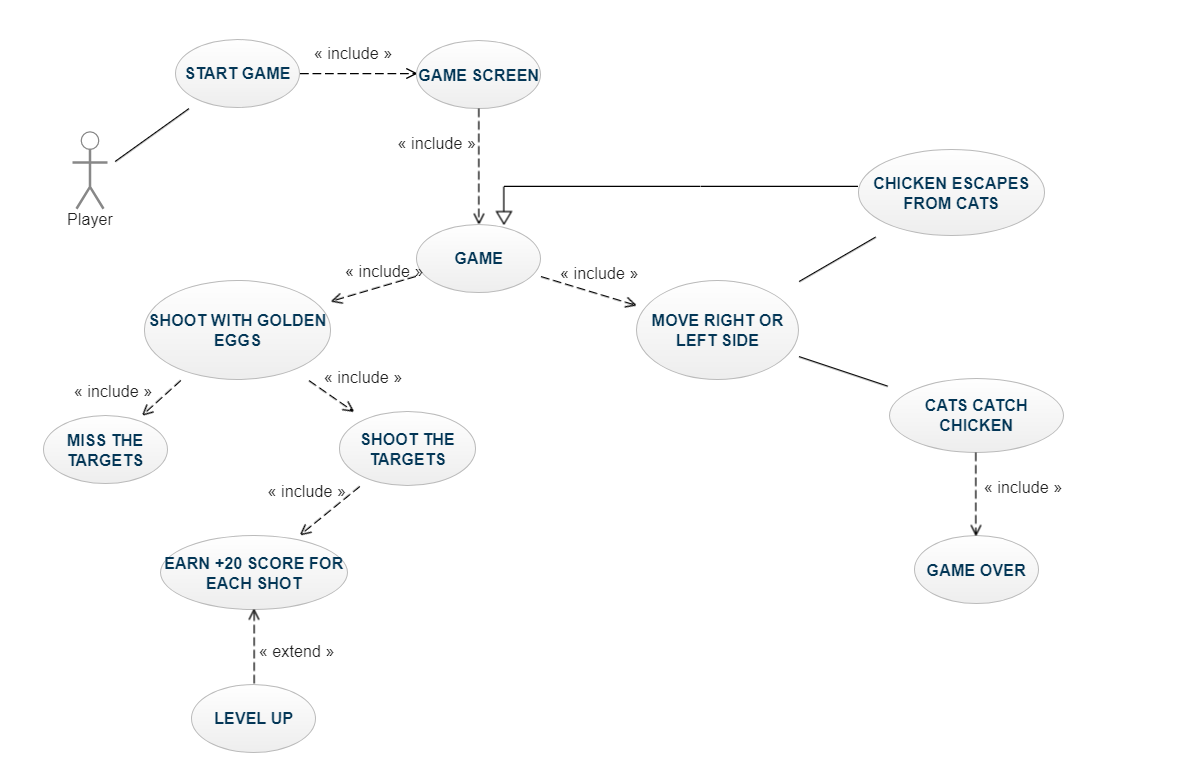 « include »
START GAME
GAME SCREEN
« include »
Player
CHICKEN ESCAPES
FROM CATS
GAME
« include »
« include »
SHOOT WITH GOLDEN
EGGS
MOVE RIGHT OR
LEFT SIDE
« include »
« include »
MISS THE
TARGETS
SHOOT THE
TARGETS
CATS CATCH
CHICKEN
« include »
« include »
EARN +20 SCORE FOR
EACH SHOT
GAME OVER
« extend »
LEVEL UP